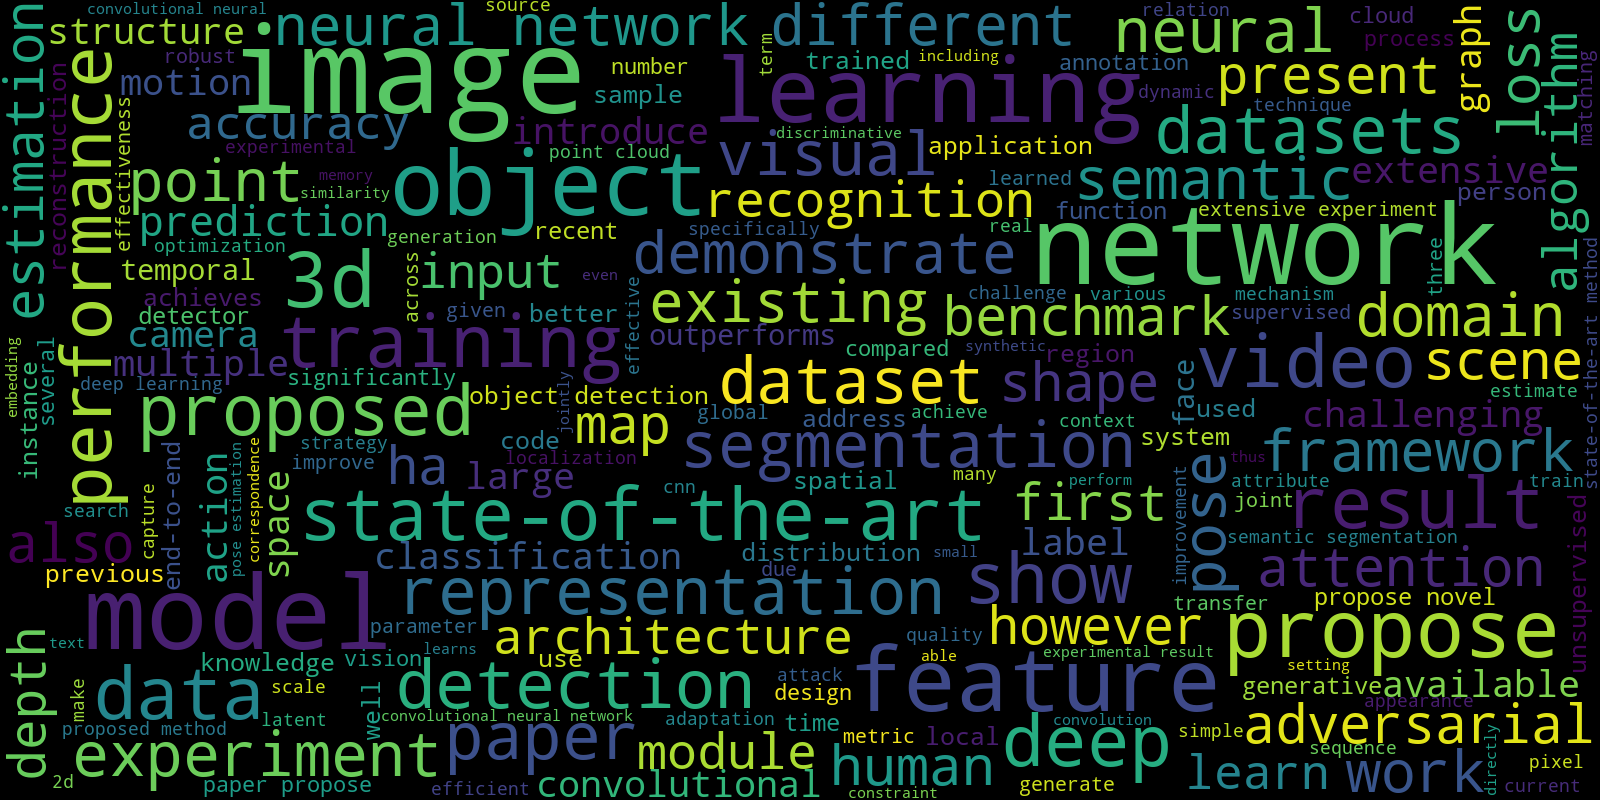 convolutional neural
source
relation
cloud
structure
neural network
different
neural
process
robust
image
number
term
trained
including
annotation
present
graph
loss
estimation
motion
sample
learning
dynamic
technique
algorithm
matching
reconstruction
performance
effectiveness
accuracy
introduce
discriminative
visual
application
datasets
experimental
point cloud
point
memory
similarity
object
recognition
learned
semantic
extensive
person
prediction
generation
recent
specifically
function
extensive experiment
real
network
optimization
temporal
3d
across
input
even
demonstrate
three
state-of-the-art method
achieves
detector
given
better
effective
existing
challenge
various
mechanism
supervised
benchmark
domain
camera
training
outperforms
compared
synthetic
region
video
scene
multiple
embedding
instance
several
deep learning
significantly
object detection
jointly
dataset
shape
face
used
estimate
proposed
map
global
address
achieve
context
challenging
strategy
code
segmentation
system
framework
improve
localization
thus
correspondence
pose estimation
ha
large
cnn
spatial
many
perform
improvement
pose
attribute
train
search
capture
end-to-end
action
space
state-of-the-art
first
joint
result
also
classification
distribution
small
label
semantic segmentation
unsupervised
previous
due
show
attention
model
representation
transfer
propose novel
parameter
architecture
quality
however
propose
text
learns
able
experimental result
depth
knowledge
vision
use
attack
feature
setting
make
data
scale
well
detection
design
generative
available
appearance
latent
convolutional neural network
adaptation
time
convolution
simple
adversarial
proposed method
paper
metric
local
deep
sequence
directly
experiment
module
human
learn
work
pixel
2d
paper propose
efficient
convolutional
constraint
generate
current